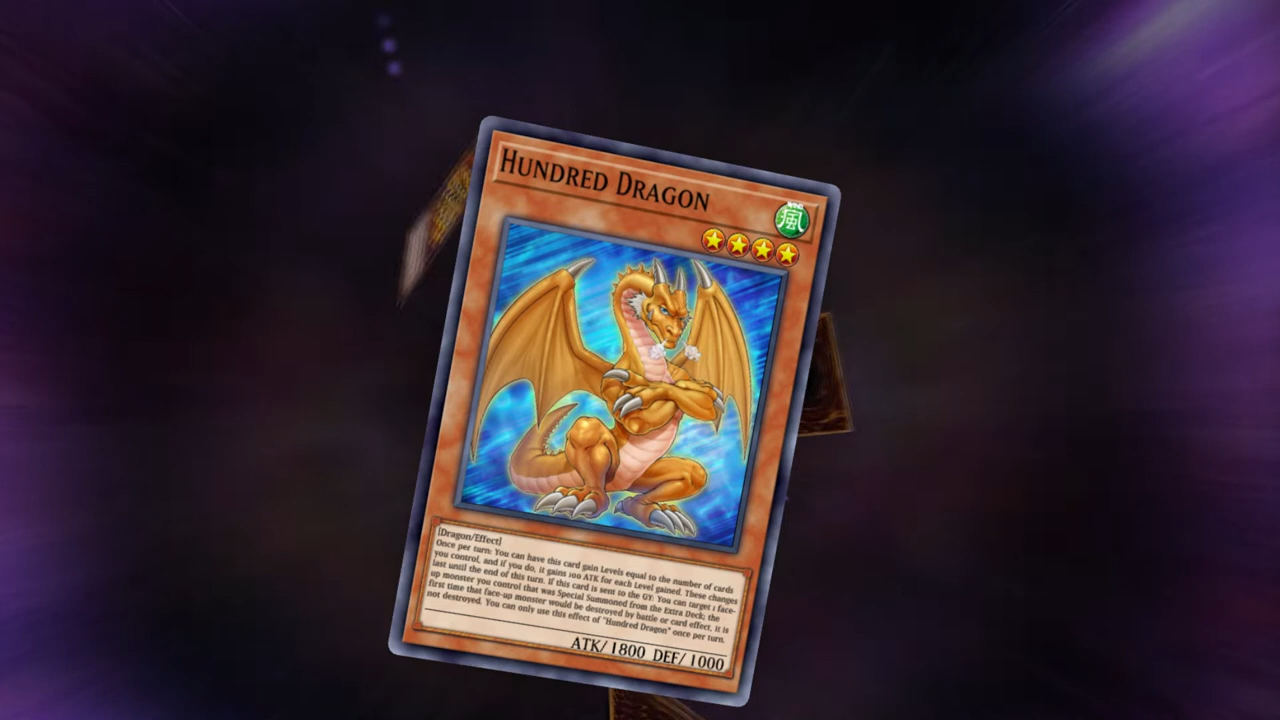 HUNDRED DRAGON
風
[Dragon/Effect]
Once per turn: You can have this card gain Levels equal to the number of cards
you control, and if you do, it gains 100 ATK for each Level gained. These changes
last until the end of this turn. If this card is sent to the GY: You can target 1 face-
up monster you control that was Special Summoned from the Extra Deck; the
first time that face-up monster would be destroyed by battle or card effect, it is
not destroyed. You can only use this effect of "Hundred Dragon" once per turn.
ATK/1800 DEF/1000